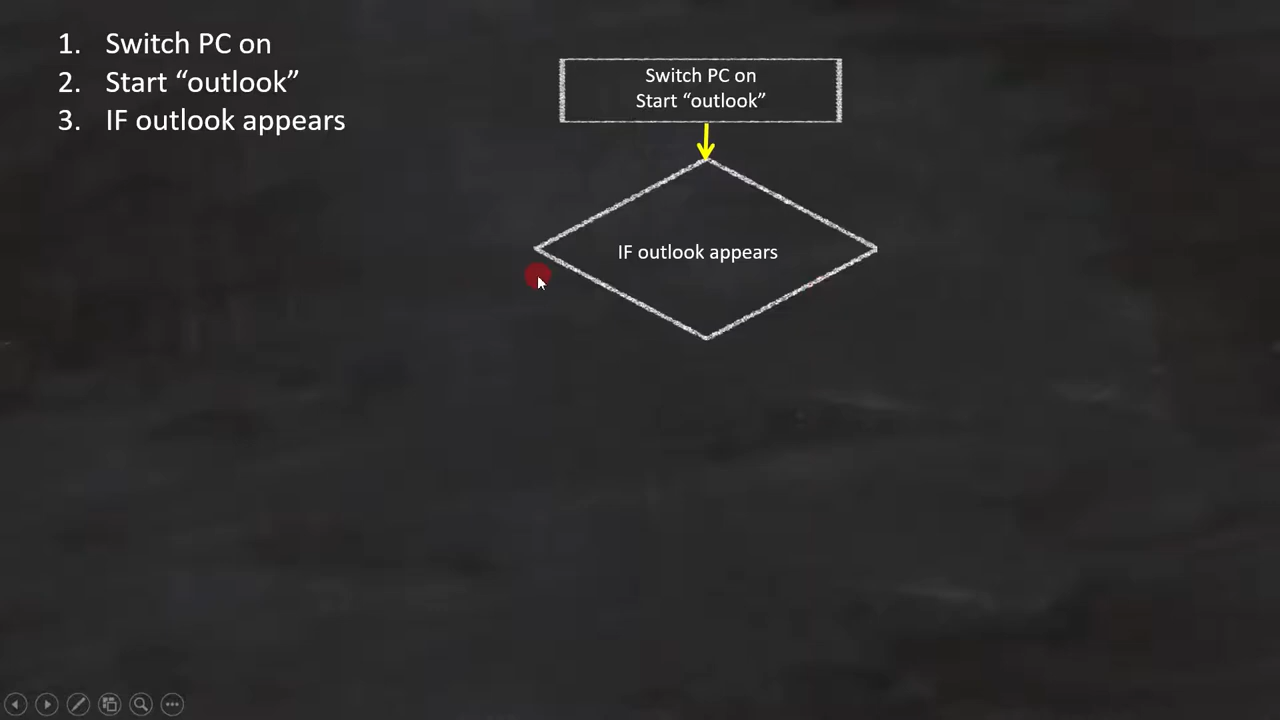 1. Switch PC on
2. Start “outlook”
3. IF outlook appears
Switch PC on
Start “outlook”
IF outlook appears